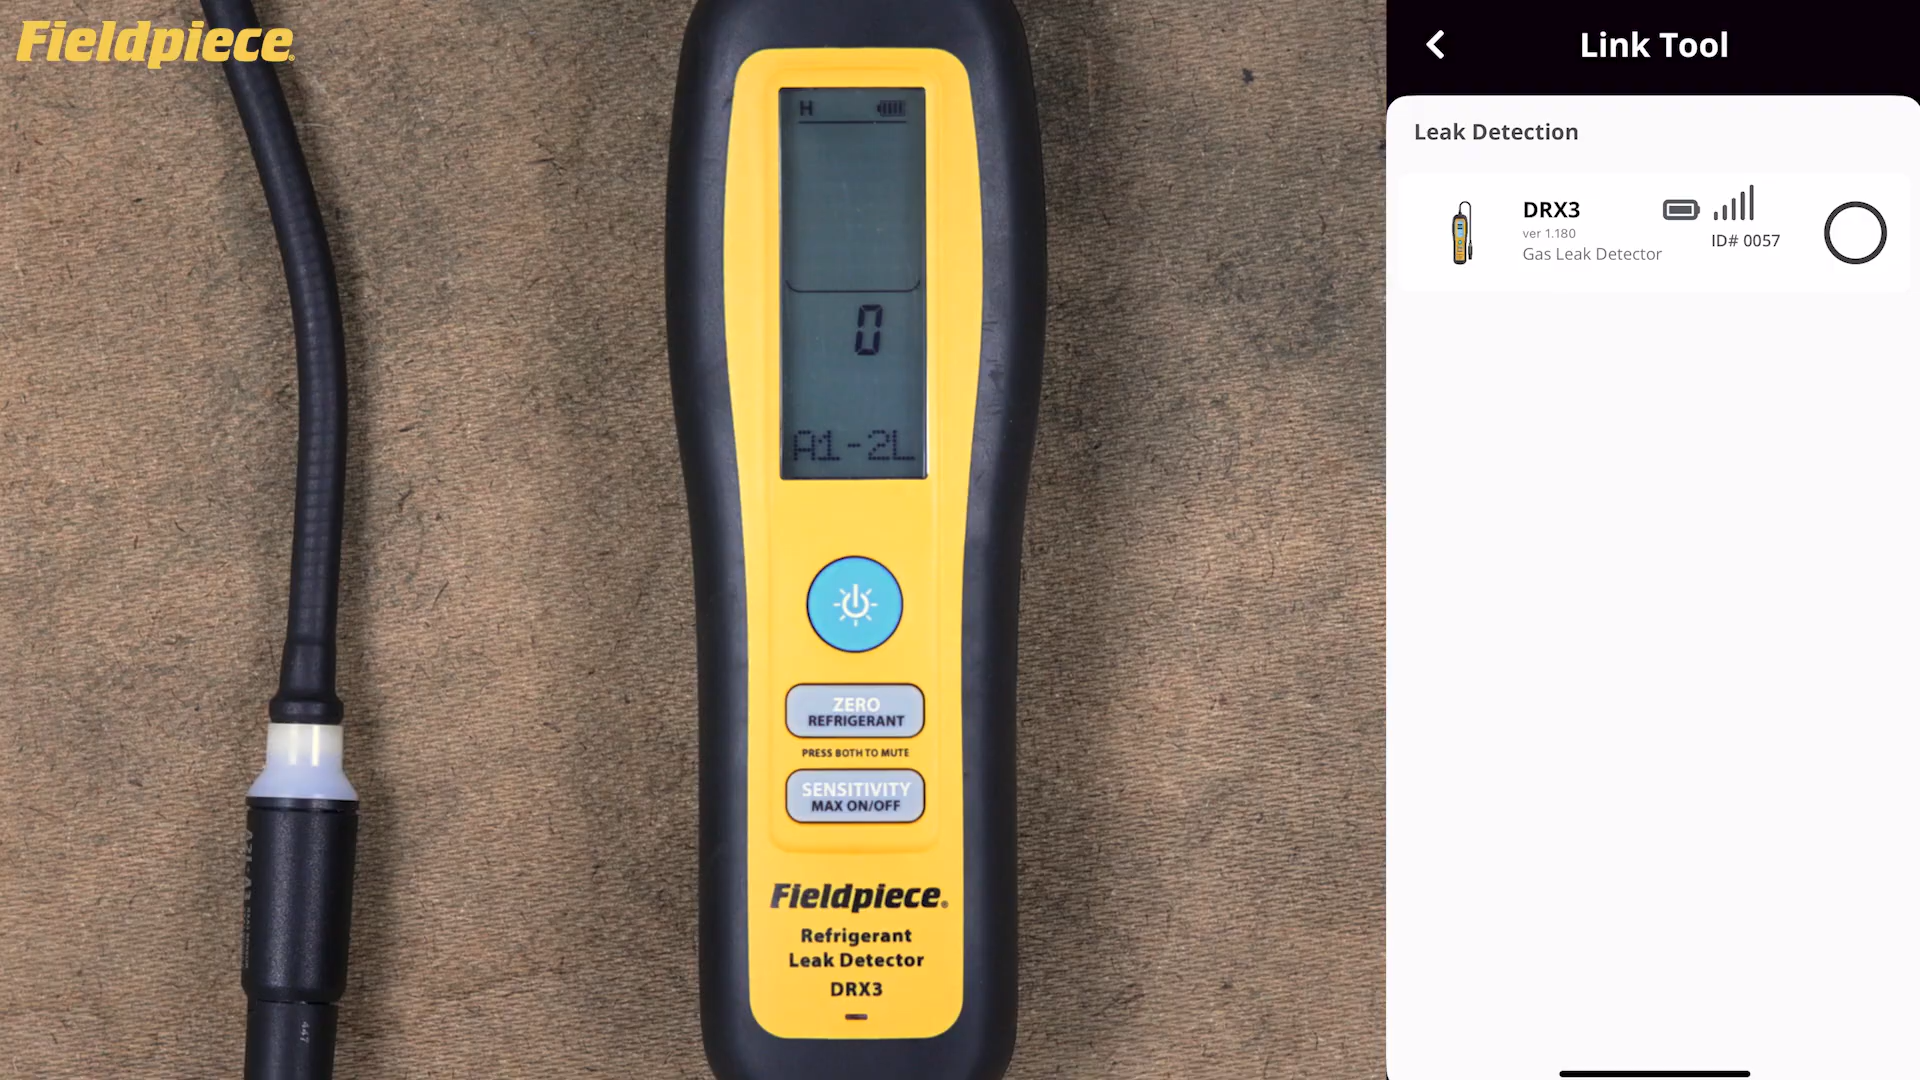 Fieldpiece®
H
0
A1-2L
ZERO
REFRIGERANT
PRESS BOTH TO MUTE
SENSITIVITY
MAX ON/OFF
Fieldpiece®
Refrigerant
Leak Detector
DRX3
447
Link Tool
Leak Detection
DRX3
ver 1.180
Gas Leak Detector
ID# 0057